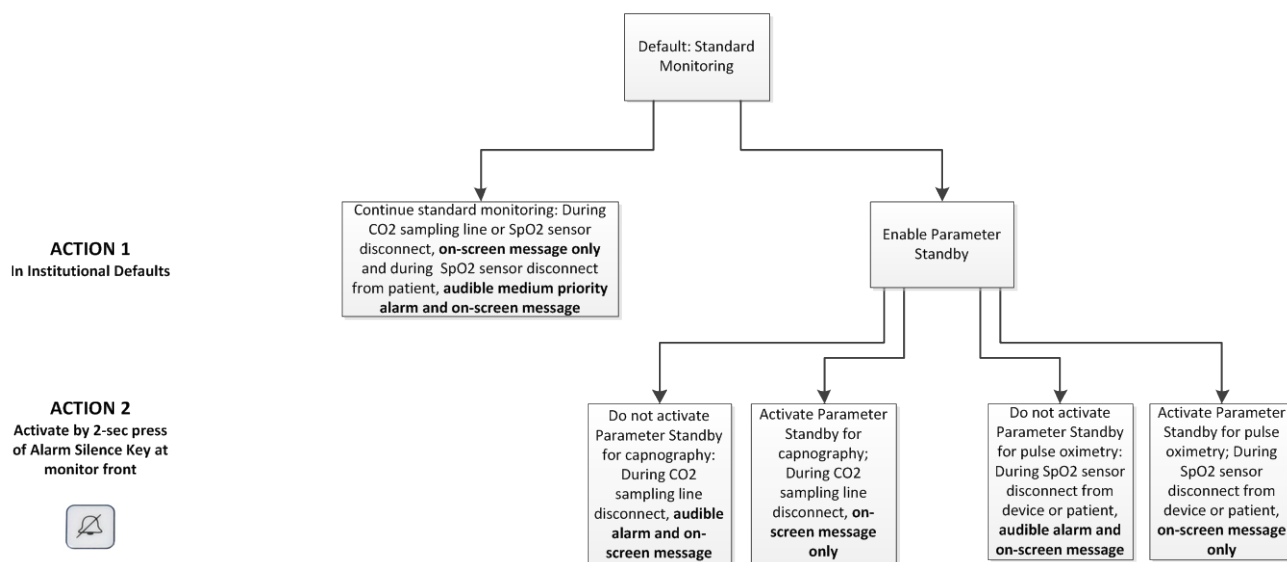 Default: Standard
Monitoring
ACTION 1
In Institutional Defaults
Continue standard monitoring: During
CO2 sampling line or SpO2 sensor
disconnect, on-screen message only
and during SpO2 sensor disconnect
from patient, audible medium priority
alarm and on-screen message
Enable Parameter
Standby
ACTION 2
Activate by 2-sec press
of Alarm Silence Key at
monitor front
Do not activate
Parameter Standby
for capnography:
During CO2
sampling line
disconnect, audible
alarm and on-
screen message
Activate Parameter
Standby for
capnography;
During CO2
sampling line
disconnect, on-
screen message
only
Do not activate
Parameter Standby
for pulse oximetry:
During SpO2 sensor
disconnect from
device or patient,
audible alarm and
on-screen message
Activate Parameter
Standby for pulse
oximetry; During
SpO2 sensor
disconnect from
device or patient,
on-screen message
only